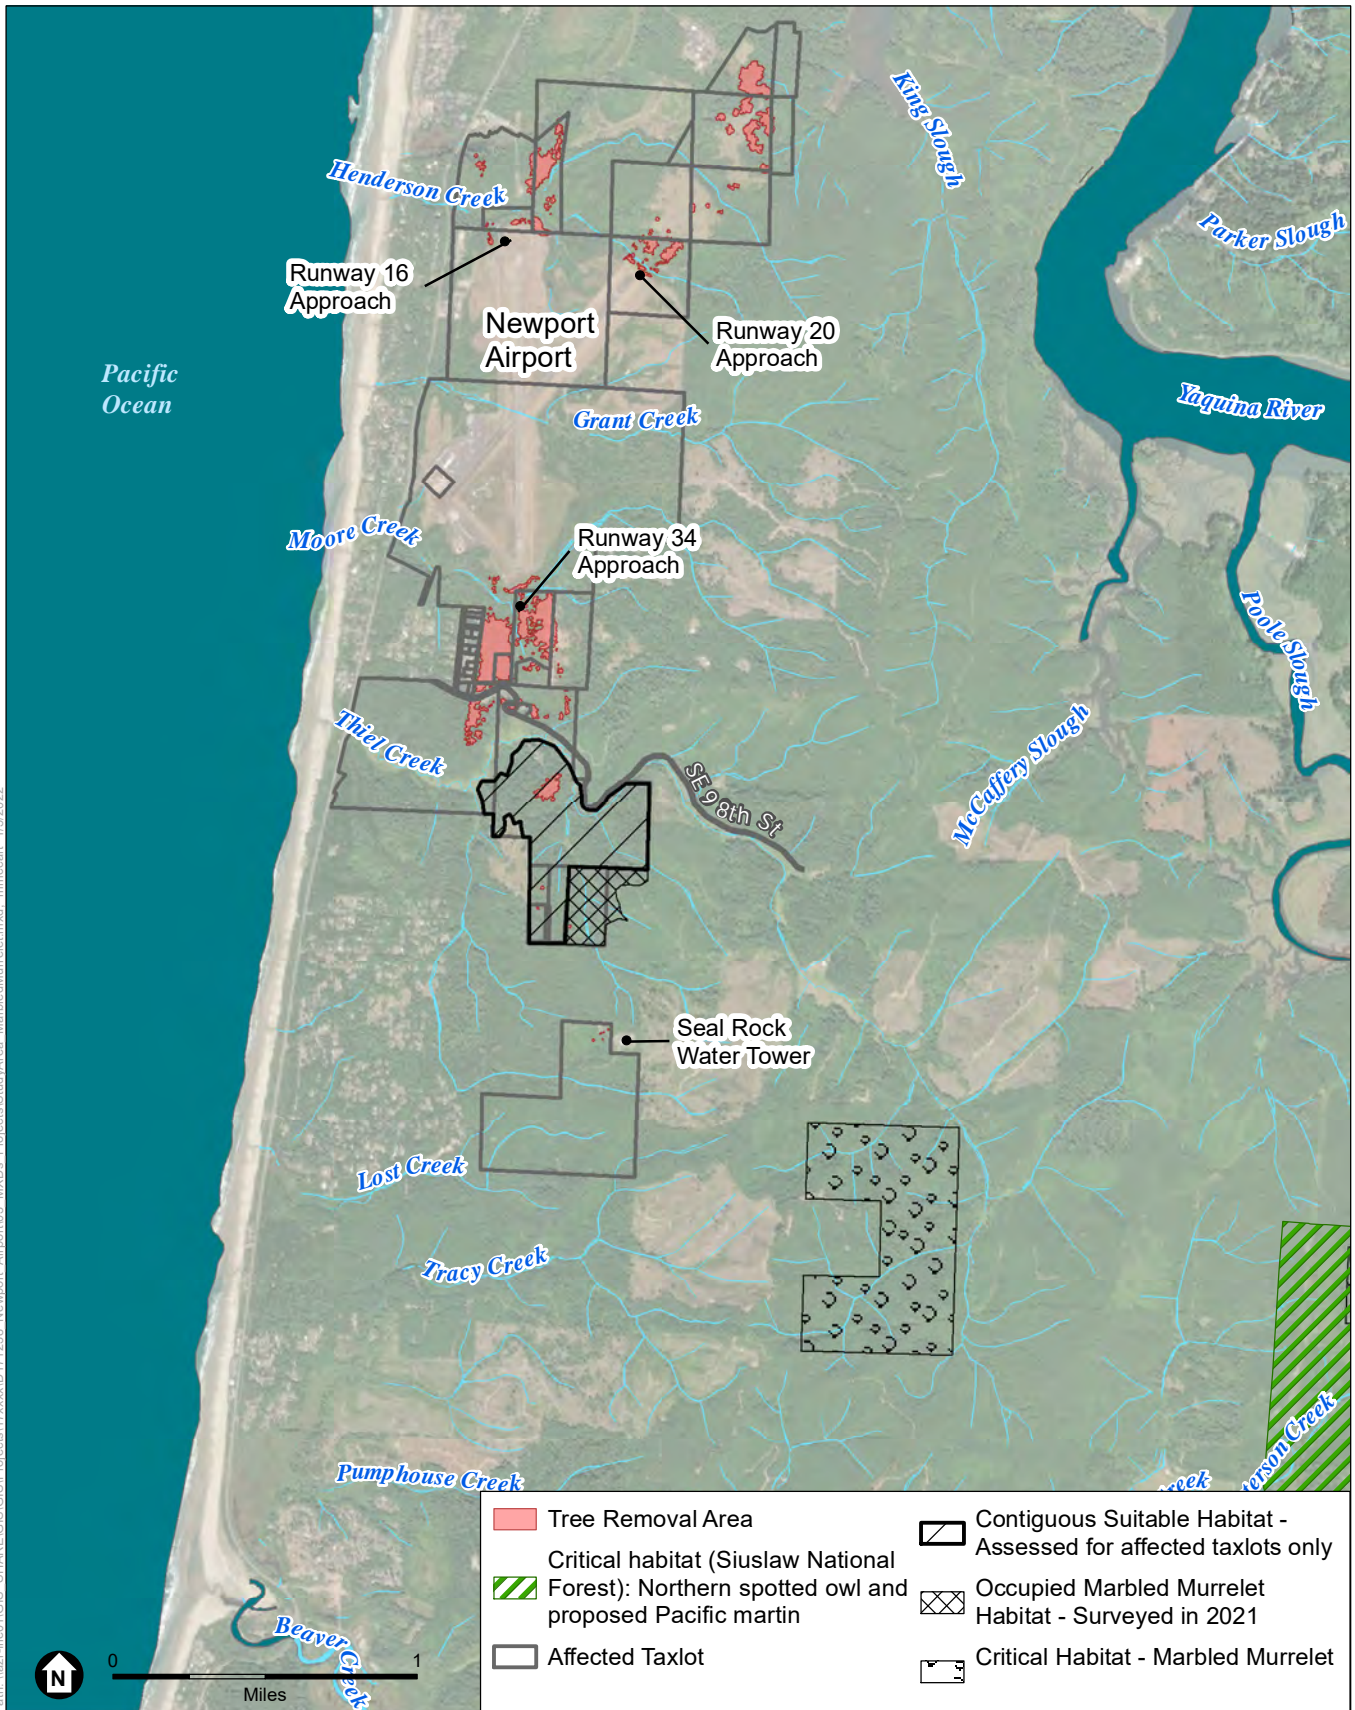 King Slough
Henderson Creek
Parker Slough
Runway 16
Approach
Newport
Airport
Runway 20
Approach
Pacific
Ocean
Yaquina River
Grant Creek
Moore Creek
Runway 34
Approach
Poole Slough
Thiel Creek
McCaffery Slough
SE 98th St
Seal Rock
Water Tower
Lost Creek
Tracy Creek
Pumphouse Creek
reek
terson Creek
Beaver Creek
N
0 1
Miles
Tree Removal Area
Critical habitat (Siuslaw National
Forest): Northern spotted owl and
proposed Pacific martin
Affected Taxlot
Contiguous Suitable Habitat -
Assessed for affected taxlots only
Occupied Marbled Murrelet
Habitat - Surveyed in 2021
Critical Habitat - Marbled Murrelet